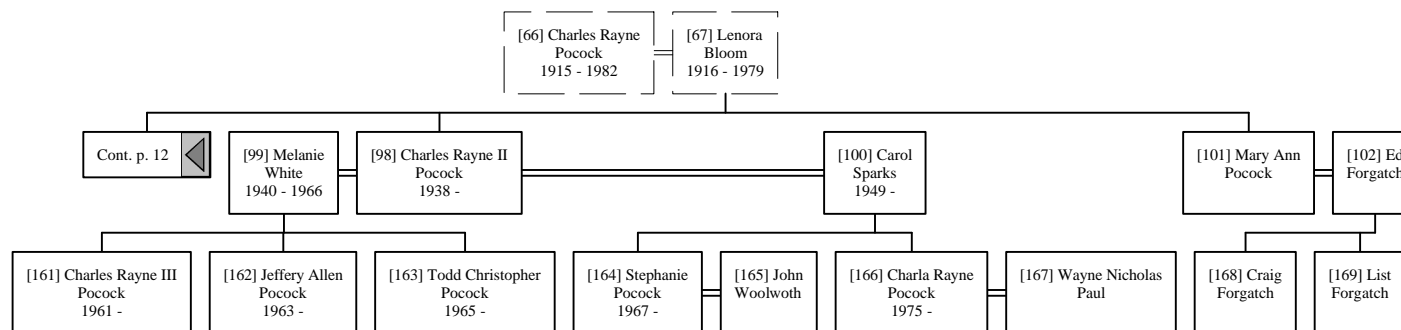 [66] Charles Rayne
Pocock
1915 - 1982
[67] Lenora
Bloom
1916 - 1979
Cont. p. 12
[99] Melanie
White
1940 - 1966
[98] Charles Rayne II
Pocock
1938 -
[100] Carol
Sparks
1949 -
[101] Mary Ann
Pocock
[102] Ed
Forgatch
[161] Charles Rayne III
Pocock
1961 -
[162] Jeffery Allen
Pocock
1963 -
[163] Todd Christopher
Pocock
1965 -
[164] Stephanie
Pocock
1967 -
[165] John
Woolwoth
[166] Charla Rayne
Pocock
1975 -
[167] Wayne Nicholas
Paul
[168] Craig
Forgatch
[169] List
Forgatch